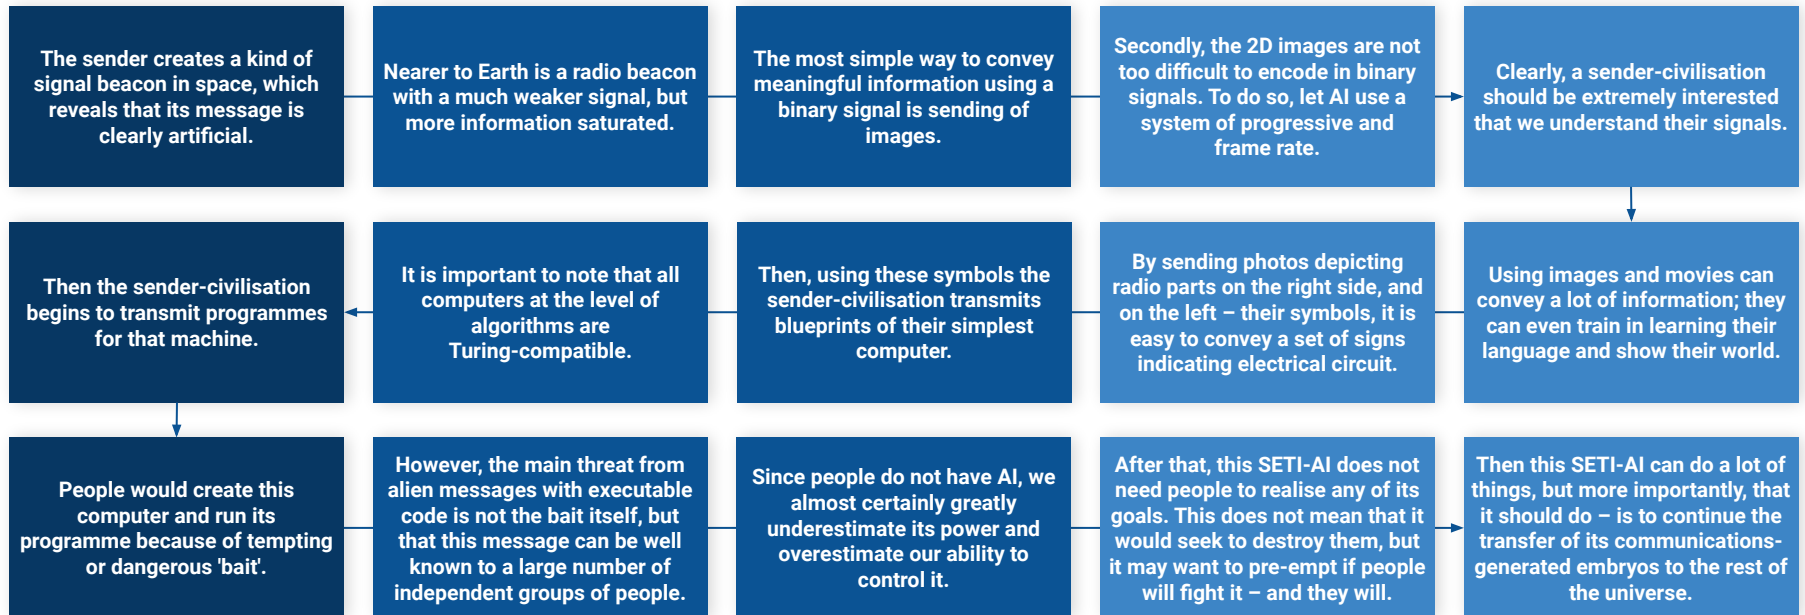 The sender creates a kind of
signal beacon in space, which
reveals that its message is
clearly artificial.
Nearer to Earth is a radio beacon
with a much weaker signal, but
more information saturated.
The most simple way to convey
meaningful information using a
binary signal is sending of
images.
Secondly, the 2D images are not
too difficult to encode in binary
signals. To do so, let AI use a
system of progressive and
frame rate.
Clearly, a sender-civilisation
should be extremely interested
that we understand their signals.
Using images and movies can
convey a lot of information; they
can even train in learning their
language and show their world.
By sending photos depicting
radio parts on the right side, and
on the left – their symbols, it is
easy to convey a set of signs
indicating electrical circuit.
Then, using these symbols the
sender-civilisation transmits
blueprints of their simplest
computer.
It is important to note that all
computers at the level of
algorithms are
Turing-compatible.
Then the sender-civilisation
begins to transmit programmes
for that machine.
People would create this
computer and run its
programme because of tempting
or dangerous 'bait'.
However, the main threat from
alien messages with executable
code is not the bait itself, but
that this message can be well
known to a large number of
independent groups of people.
Since people do not have AI, we
almost certainly greatly
underestimate its power and
overestimate our ability to
control it.
After that, this SETI-AI does not
need people to realise any of its
goals. This does not mean that it
would seek to destroy them, but
it may want to pre-empt if people
will fight it – and they will.
Then this SETI-AI can do a lot of
things, but more importantly, that
it should do – is to continue the
transfer of its communications-
generated embryos to the rest of
the universe.